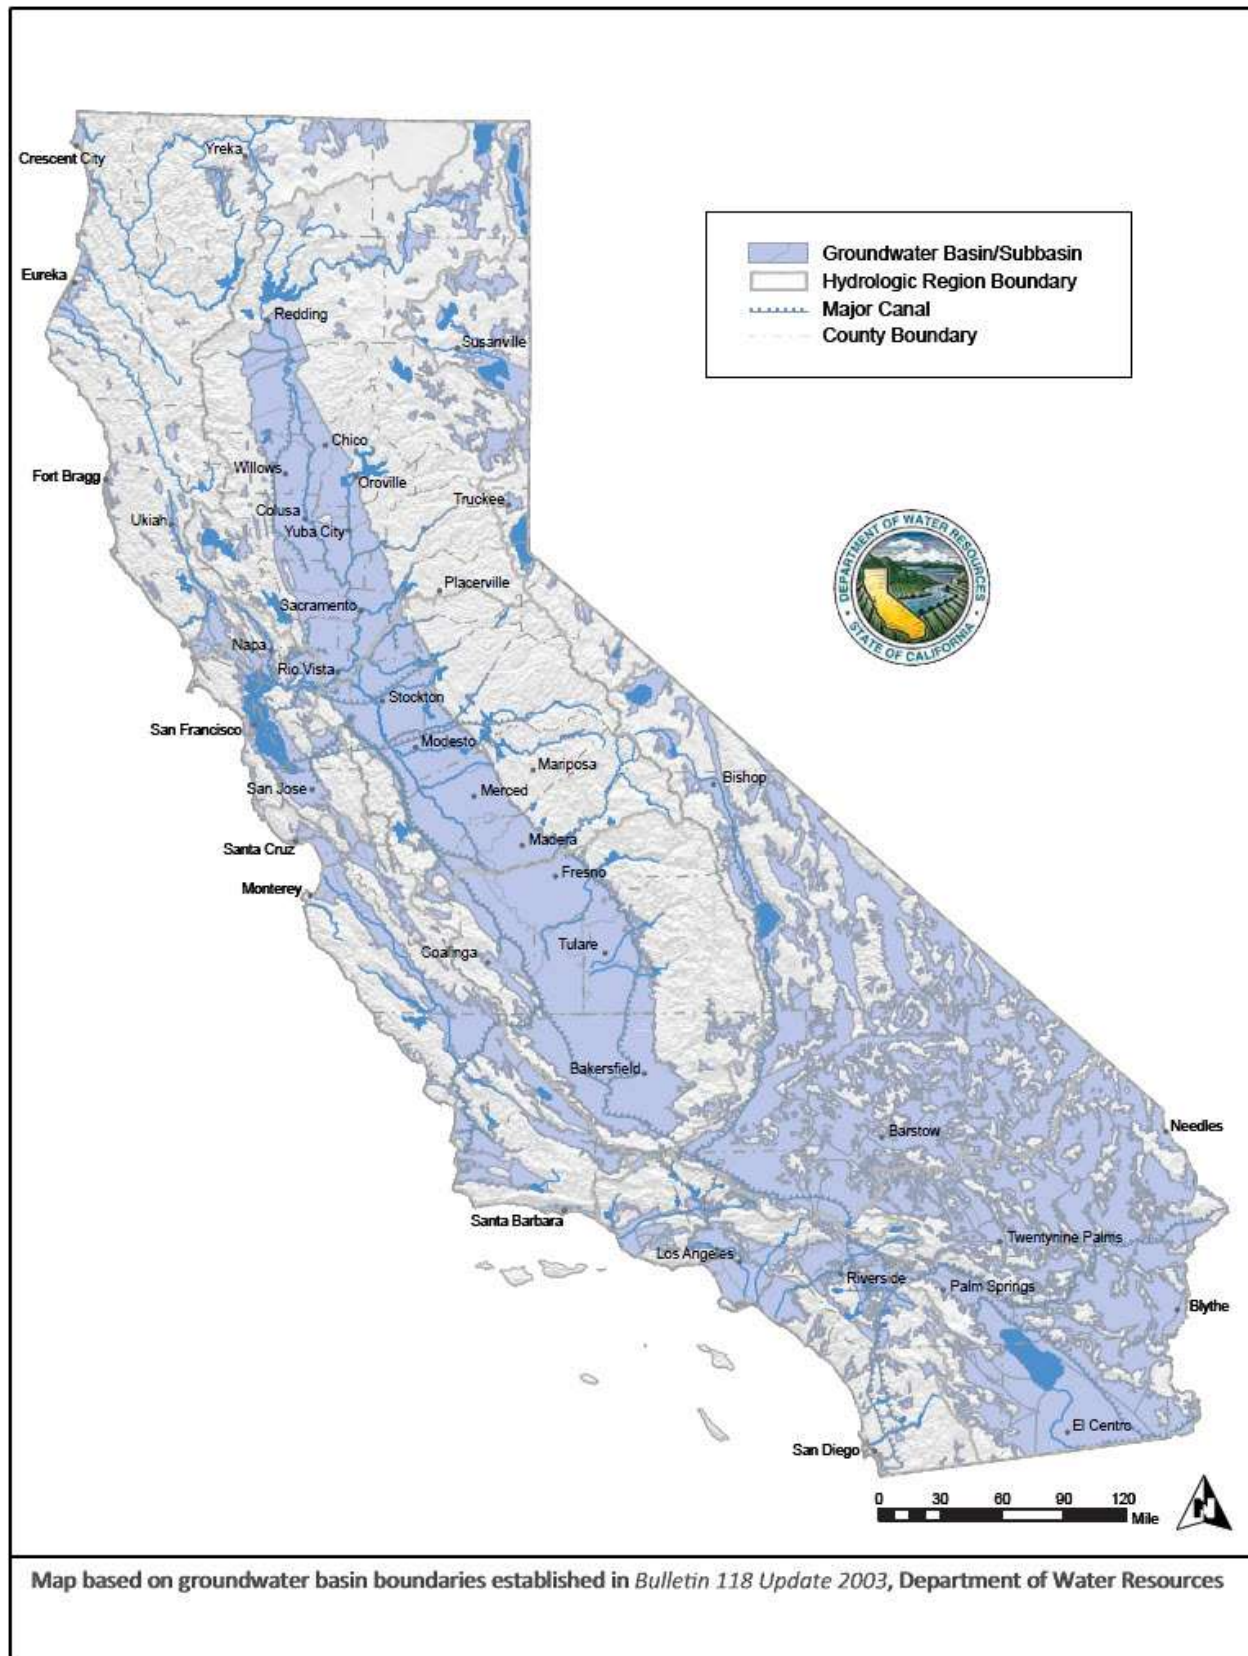 Crescent City
Yreka
Eureka
Redding
Susanville
Groundwater Basin/Subbasin
Hydrologic Region Boundary
Major Canal
County Boundary
Chico
Willows
Oroville
Fort Bragg
Truckee
Colusa
Ukiah
Yuba City
DEPARTMENT OF WATER RESOURCES
STATE OF CALIFORNIA
Placerville
Sacramento
Napa
Rio Vista
Stockton
San Francisco
Modesto
Mariposa
Bishop
San Jose
Merced
Madera
Santa Cruz
Fresno
Monterey
Tulare
Coalinga
Bakersfield
Needles
Barstow
Santa Barbara
Twentynine Palms
Los Angeles
Riverside
Palm Springs
Blythe
El Centro
San Diego
0 30 60 90 120
Mile
N
Map based on groundwater basin boundaries established in Bulletin 118 Update 2003, Department of Water Resources